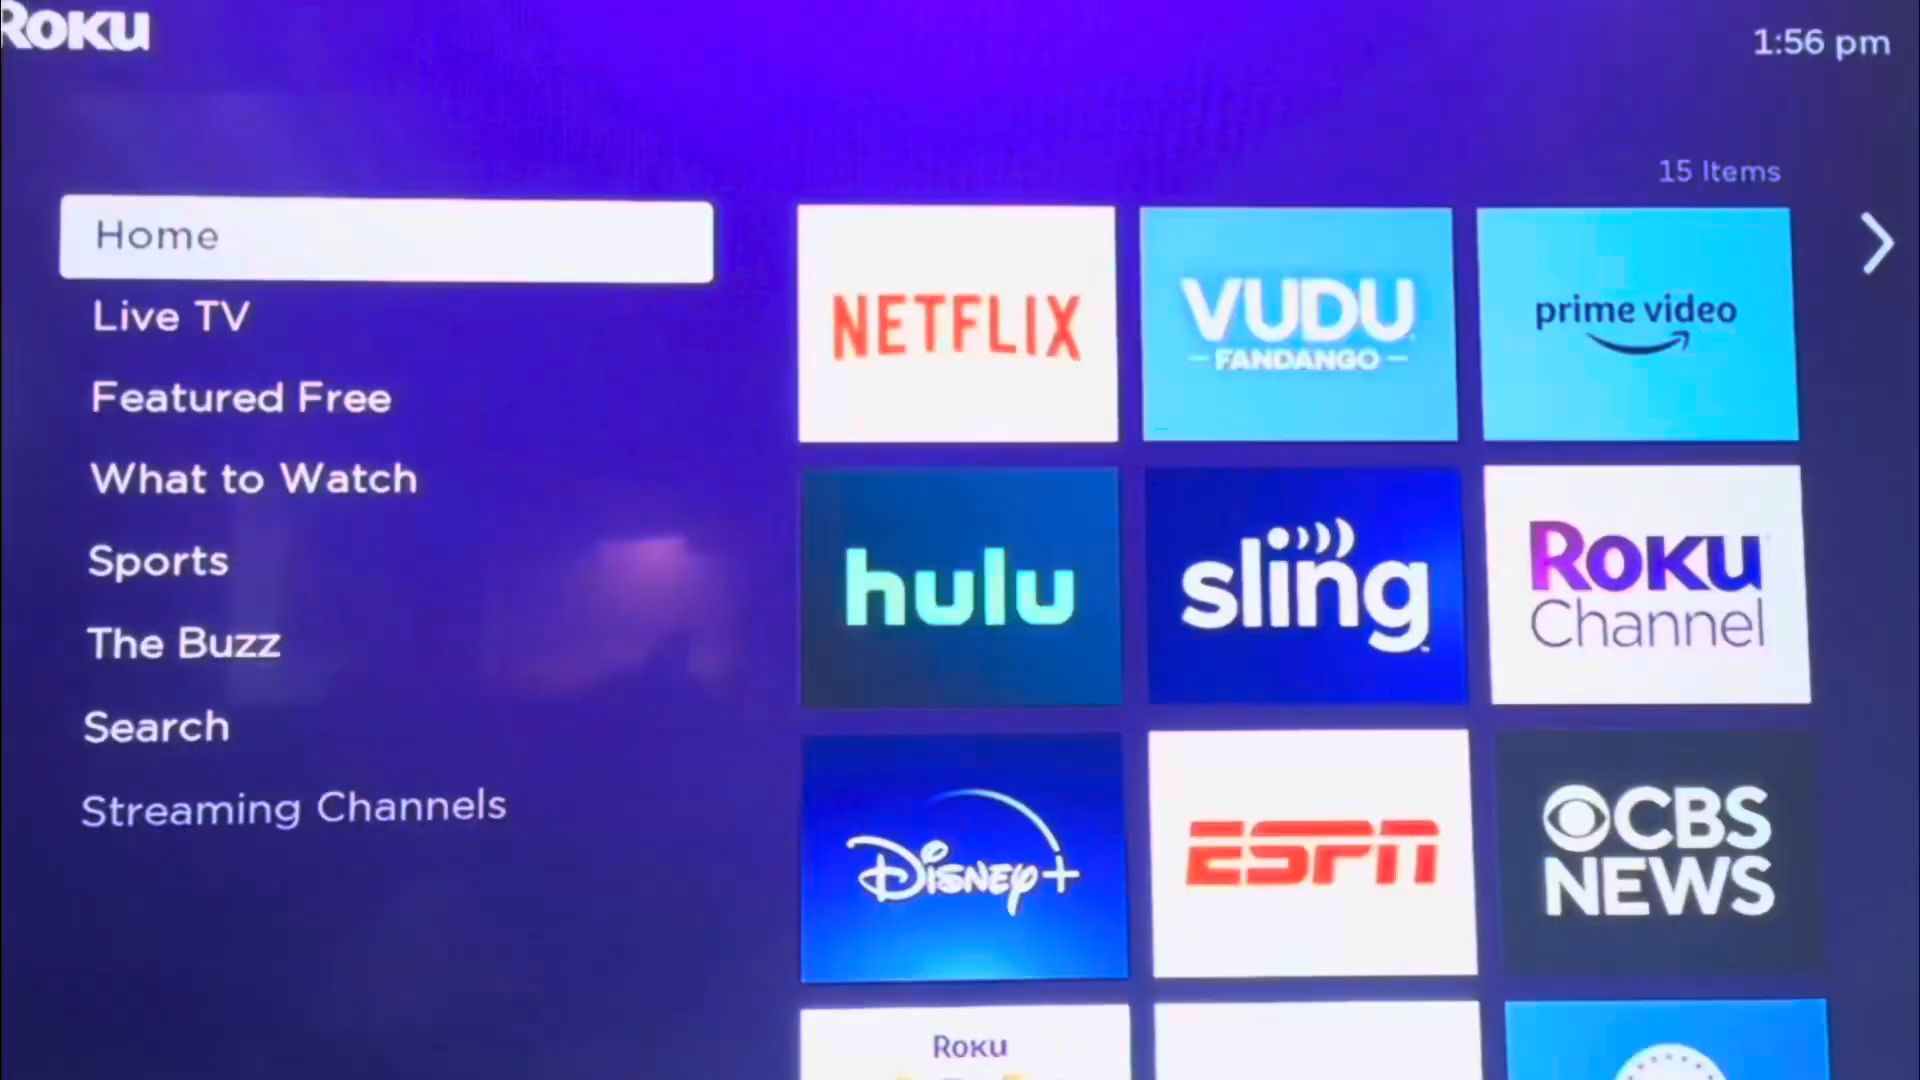 Roku
1:56 pm
15 Items
Home
Live TV
Featured Free
What to Watch
Sports
The Buzz
Search
Streaming Channels
NETFLIX
VUDU
FANDANGO
prime video
hulu
sling
Roku
Channel
Disney+
ESPN
CBS
NEWS
Roku